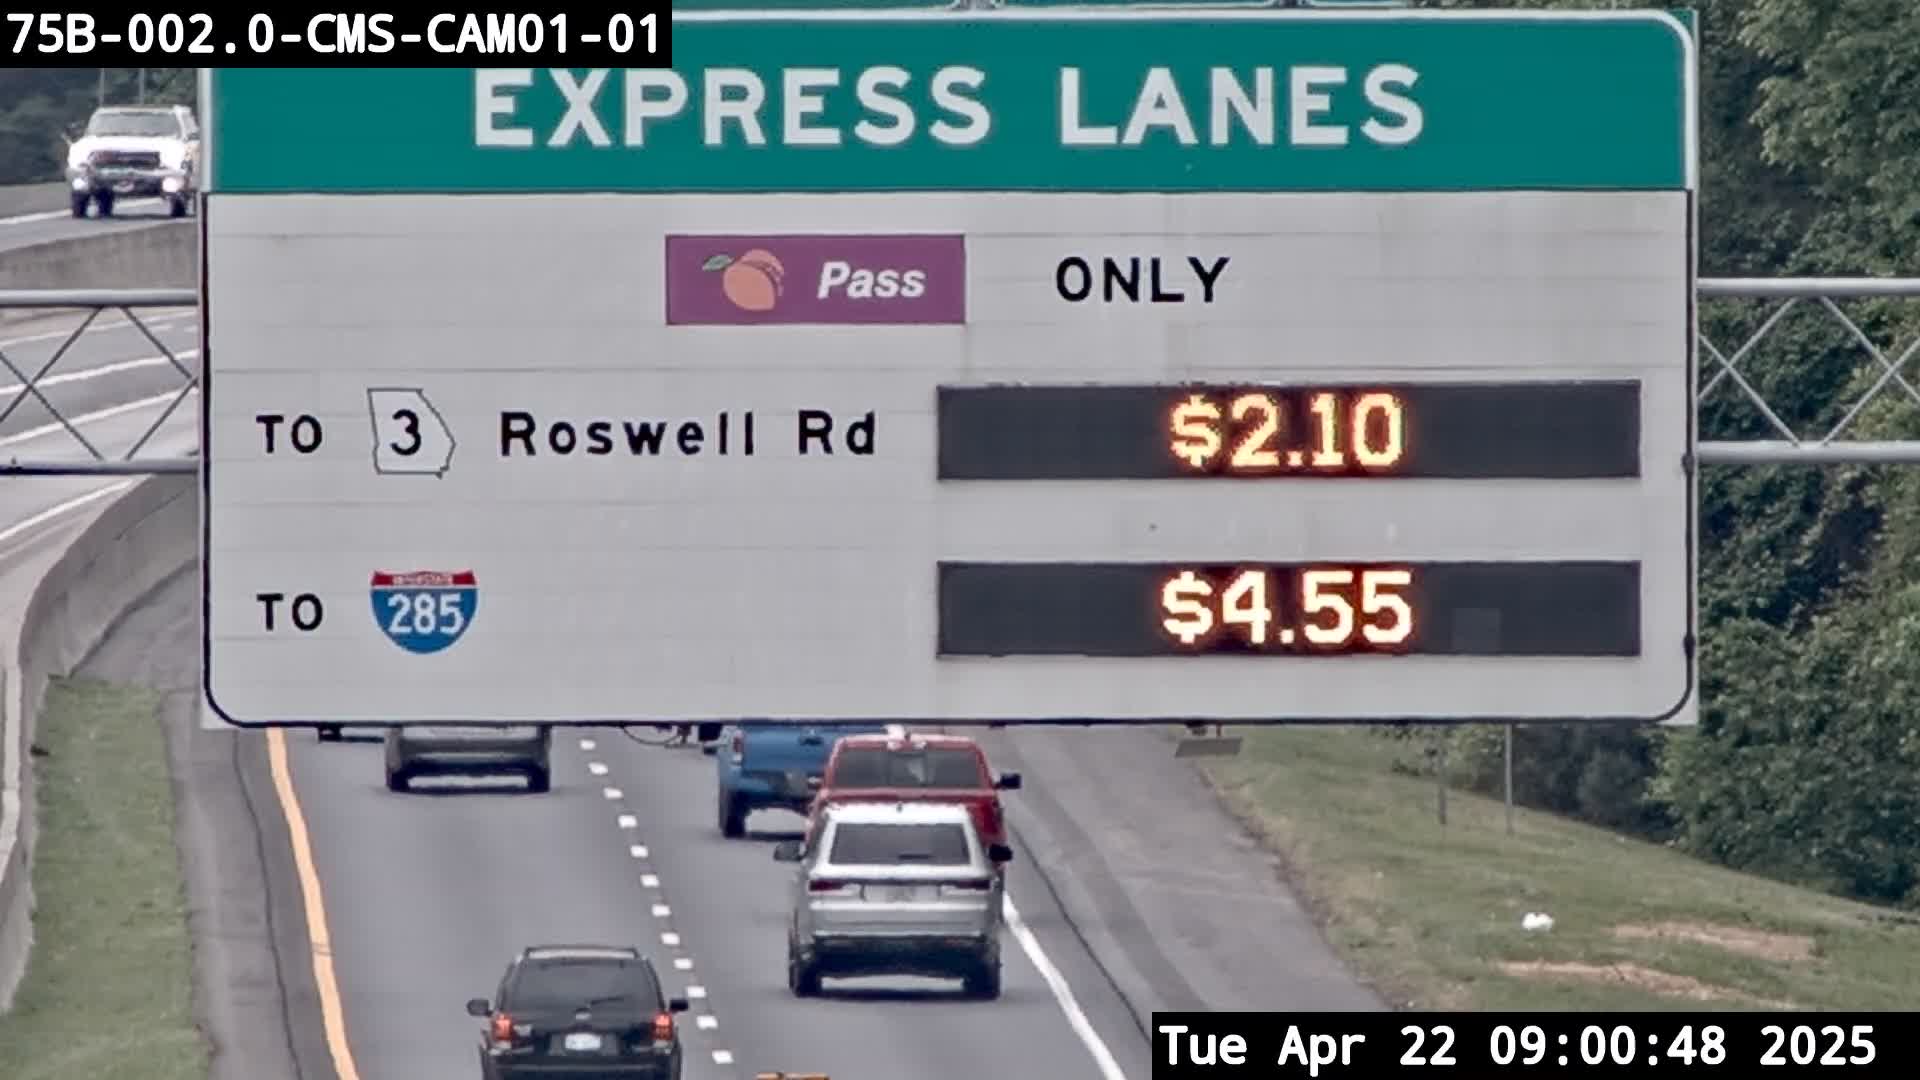 75B-002.0-CMS-CAM01-01
EXPRESS LANES
Pass ONLY
TO 3 Roswell Rd $2.10
TO INTERSTATE 285 $4.55
Tue Apr 22 09:00:48 2025